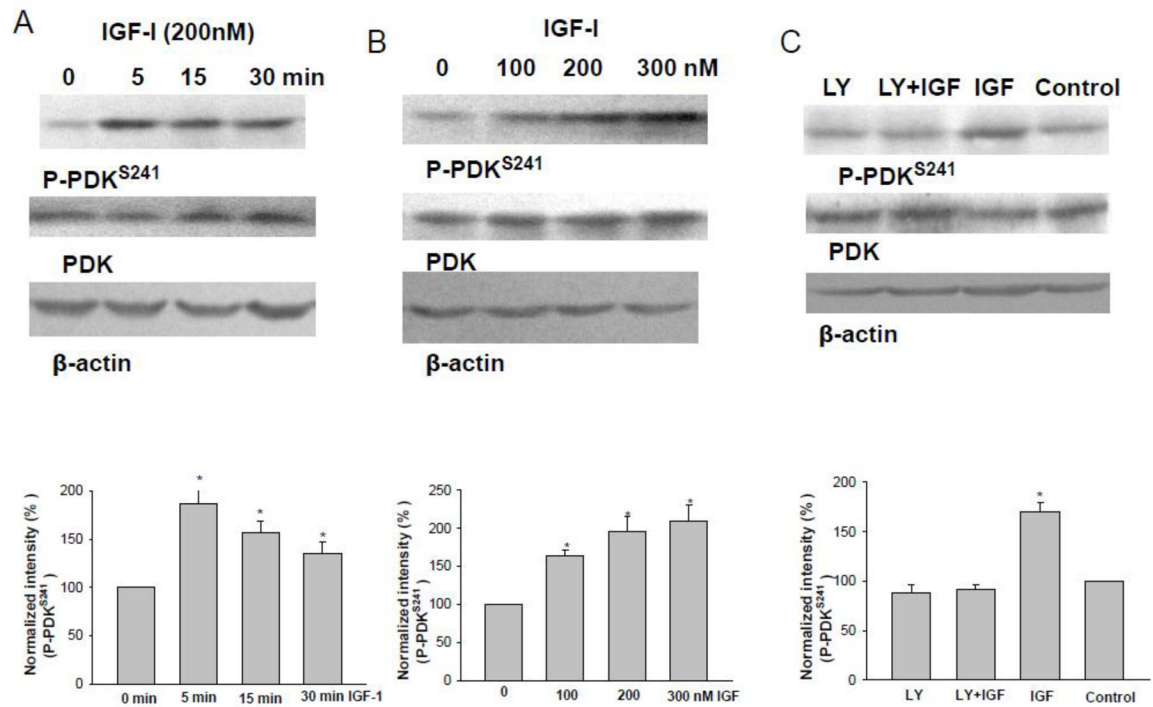 A
IGF-I (200nM)
0 5 15 30 min
P-PDK^S241
PDK
β-actin
B
IGF-I
0 100 200 300 nM
P-PDK^S241
PDK
β-actin
C
LY LY+IGF IGF Control
P-PDK^S241
PDK
β-actin
Normalized intensity (% )
(P-PDK^S241)
200
150
100
50
0
*
*
*
0 min 5 min 15 min 30 min IGF-1
Normalized intensity (% )
(P-PDK^S241)
250
200
150
100
50
0
*
*
*
0 100 200 300 nM IGF
Normalized intensity (% )
(P-PDK^S241)
200
150
100
50
0
*
LY LY+IGF IGF Control